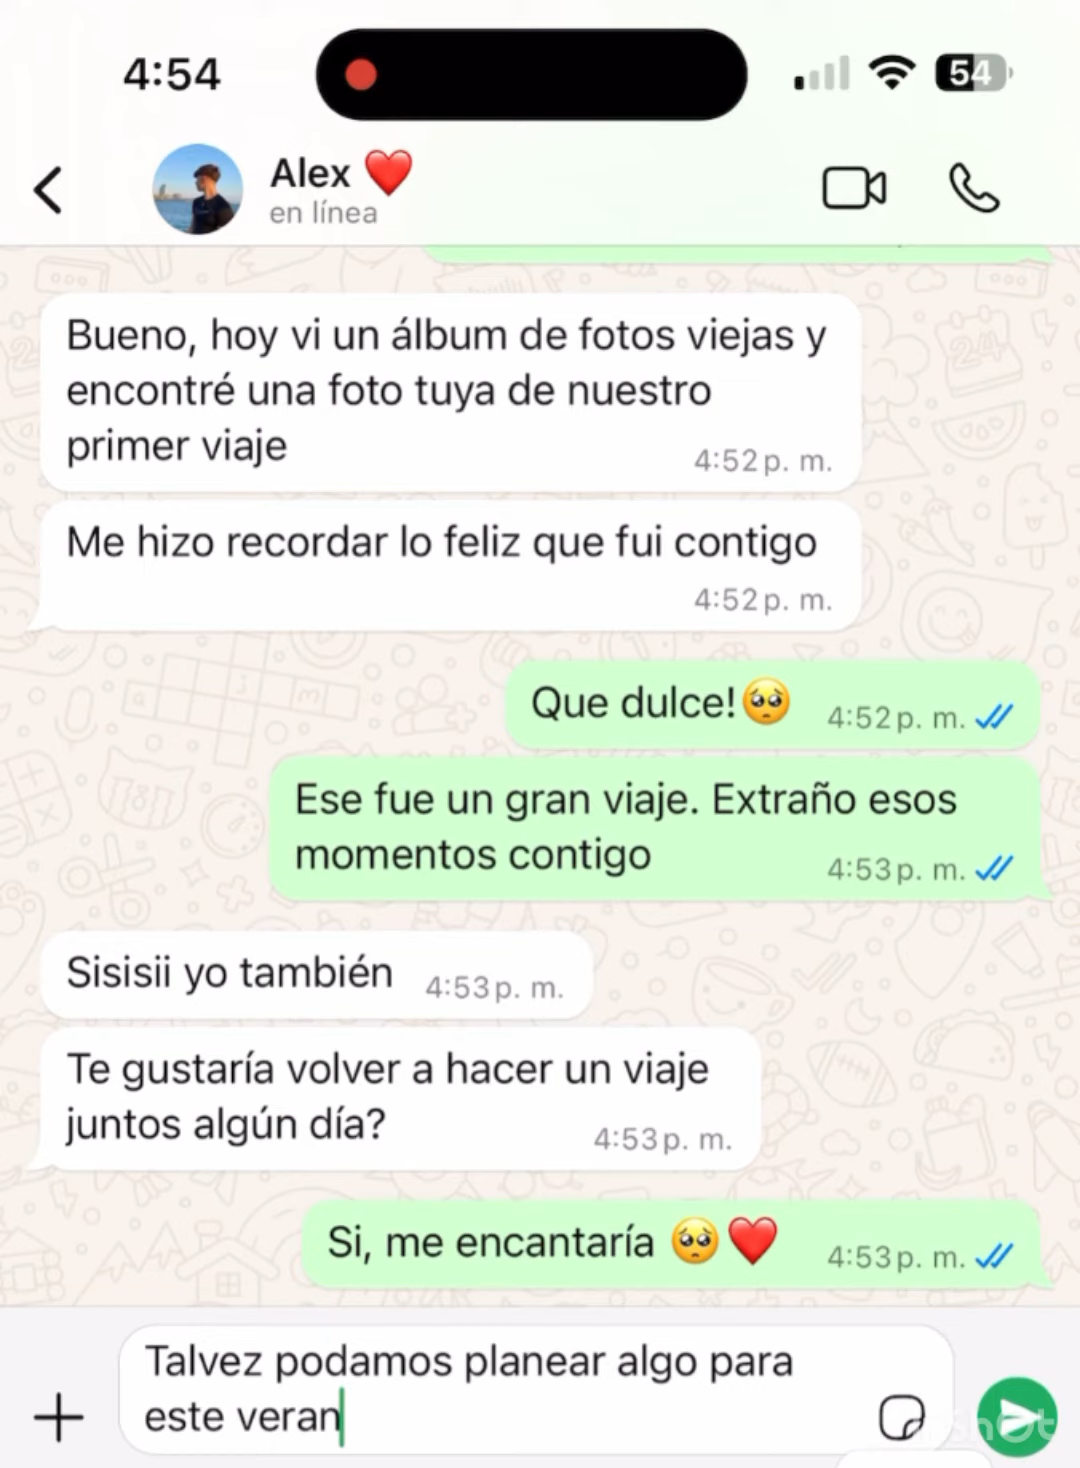 4:54
54
Alex ❤️
en línea
Bueno, hoy vi un álbum de fotos viejas y
encontré una foto tuya de nuestro
primer viaje
4:52 p. m.
Me hizo recordar lo feliz que fui contigo
4:52 p. m.
Que dulce!🥺 4:52 p. m.
Ese fue un gran viaje. Extraño esos
momentos contigo 4:53 p. m.
Sisisii yo también 4:53 p. m.
Te gustaría volver a hacer un viaje
juntos algún día? 4:53 p. m.
Si, me encantaría 🥺❤️ 4:53 p. m.
Talvez podamos planear algo para
este veran